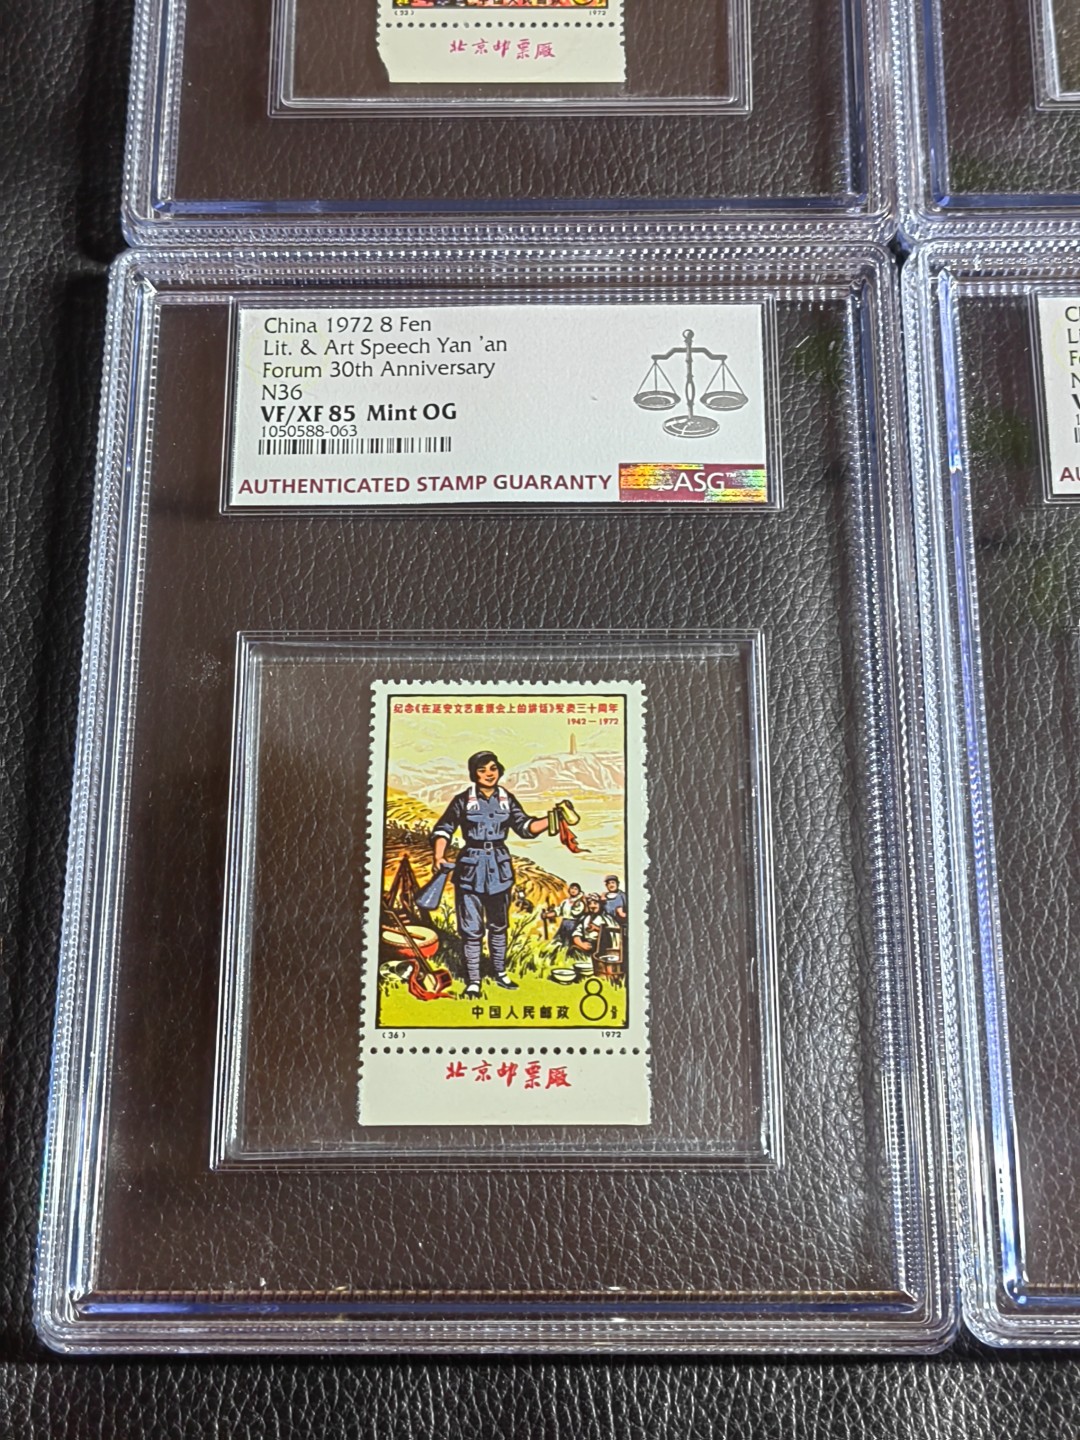 (33) 1972
北京邮票厂
China 1972 8 Fen
Lit. & Art Speech Yan 'an
Forum 30th Anniversary
N36
VF/XF 85 Mint OG
1050588-063
AUTHENTICATED STAMP GUARANTY ASG™
纪念《在延安文艺座谈会上的讲话》发表三十周年
1942—1972
中国人民邮政 8分
(36) 1972
北京邮票厂